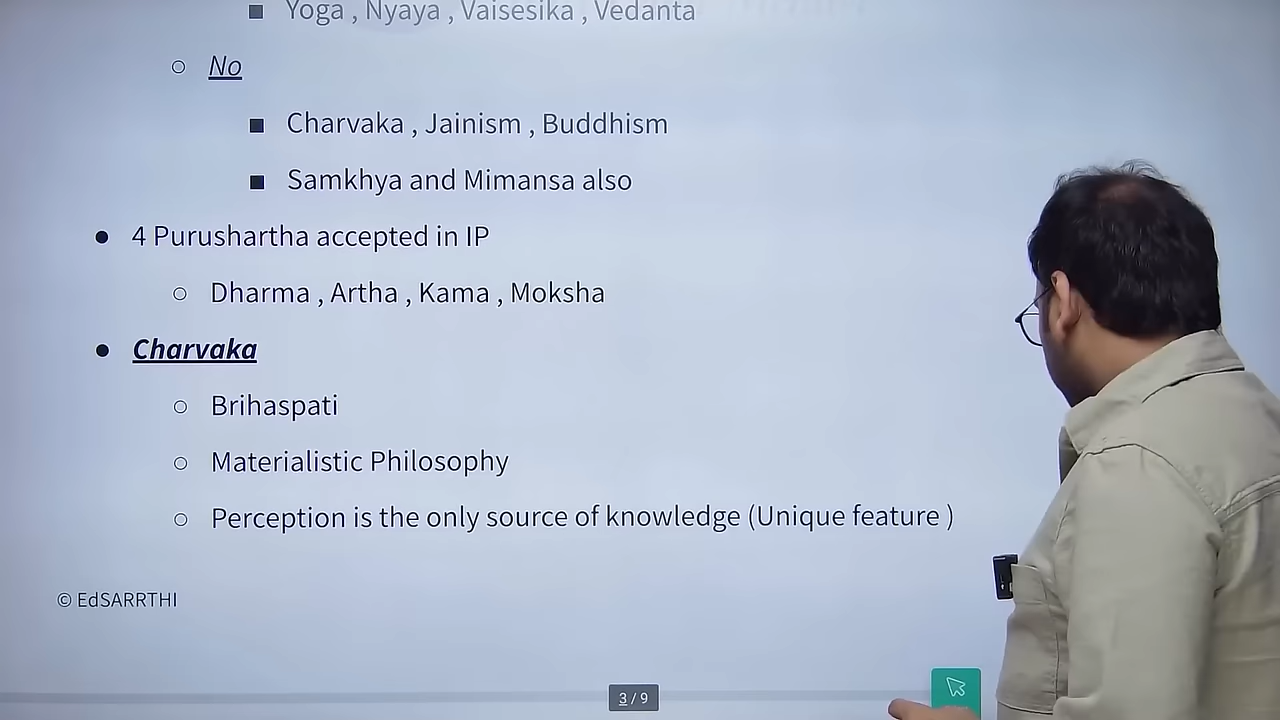 ■ Yoga , Nyaya , Vaisesika , Vedanta
○ No
■ Charvaka , Jainism , Buddhism
■ Samkhya and Mimansa also
● 4 Purushartha accepted in IP
○ Dharma , Artha , Kama , Moksha
● Charvaka
○ Brihaspati
○ Materialistic Philosophy
○ Perception is the only source of knowledge (Unique feature )
© EdSARRTHI
3 / 9